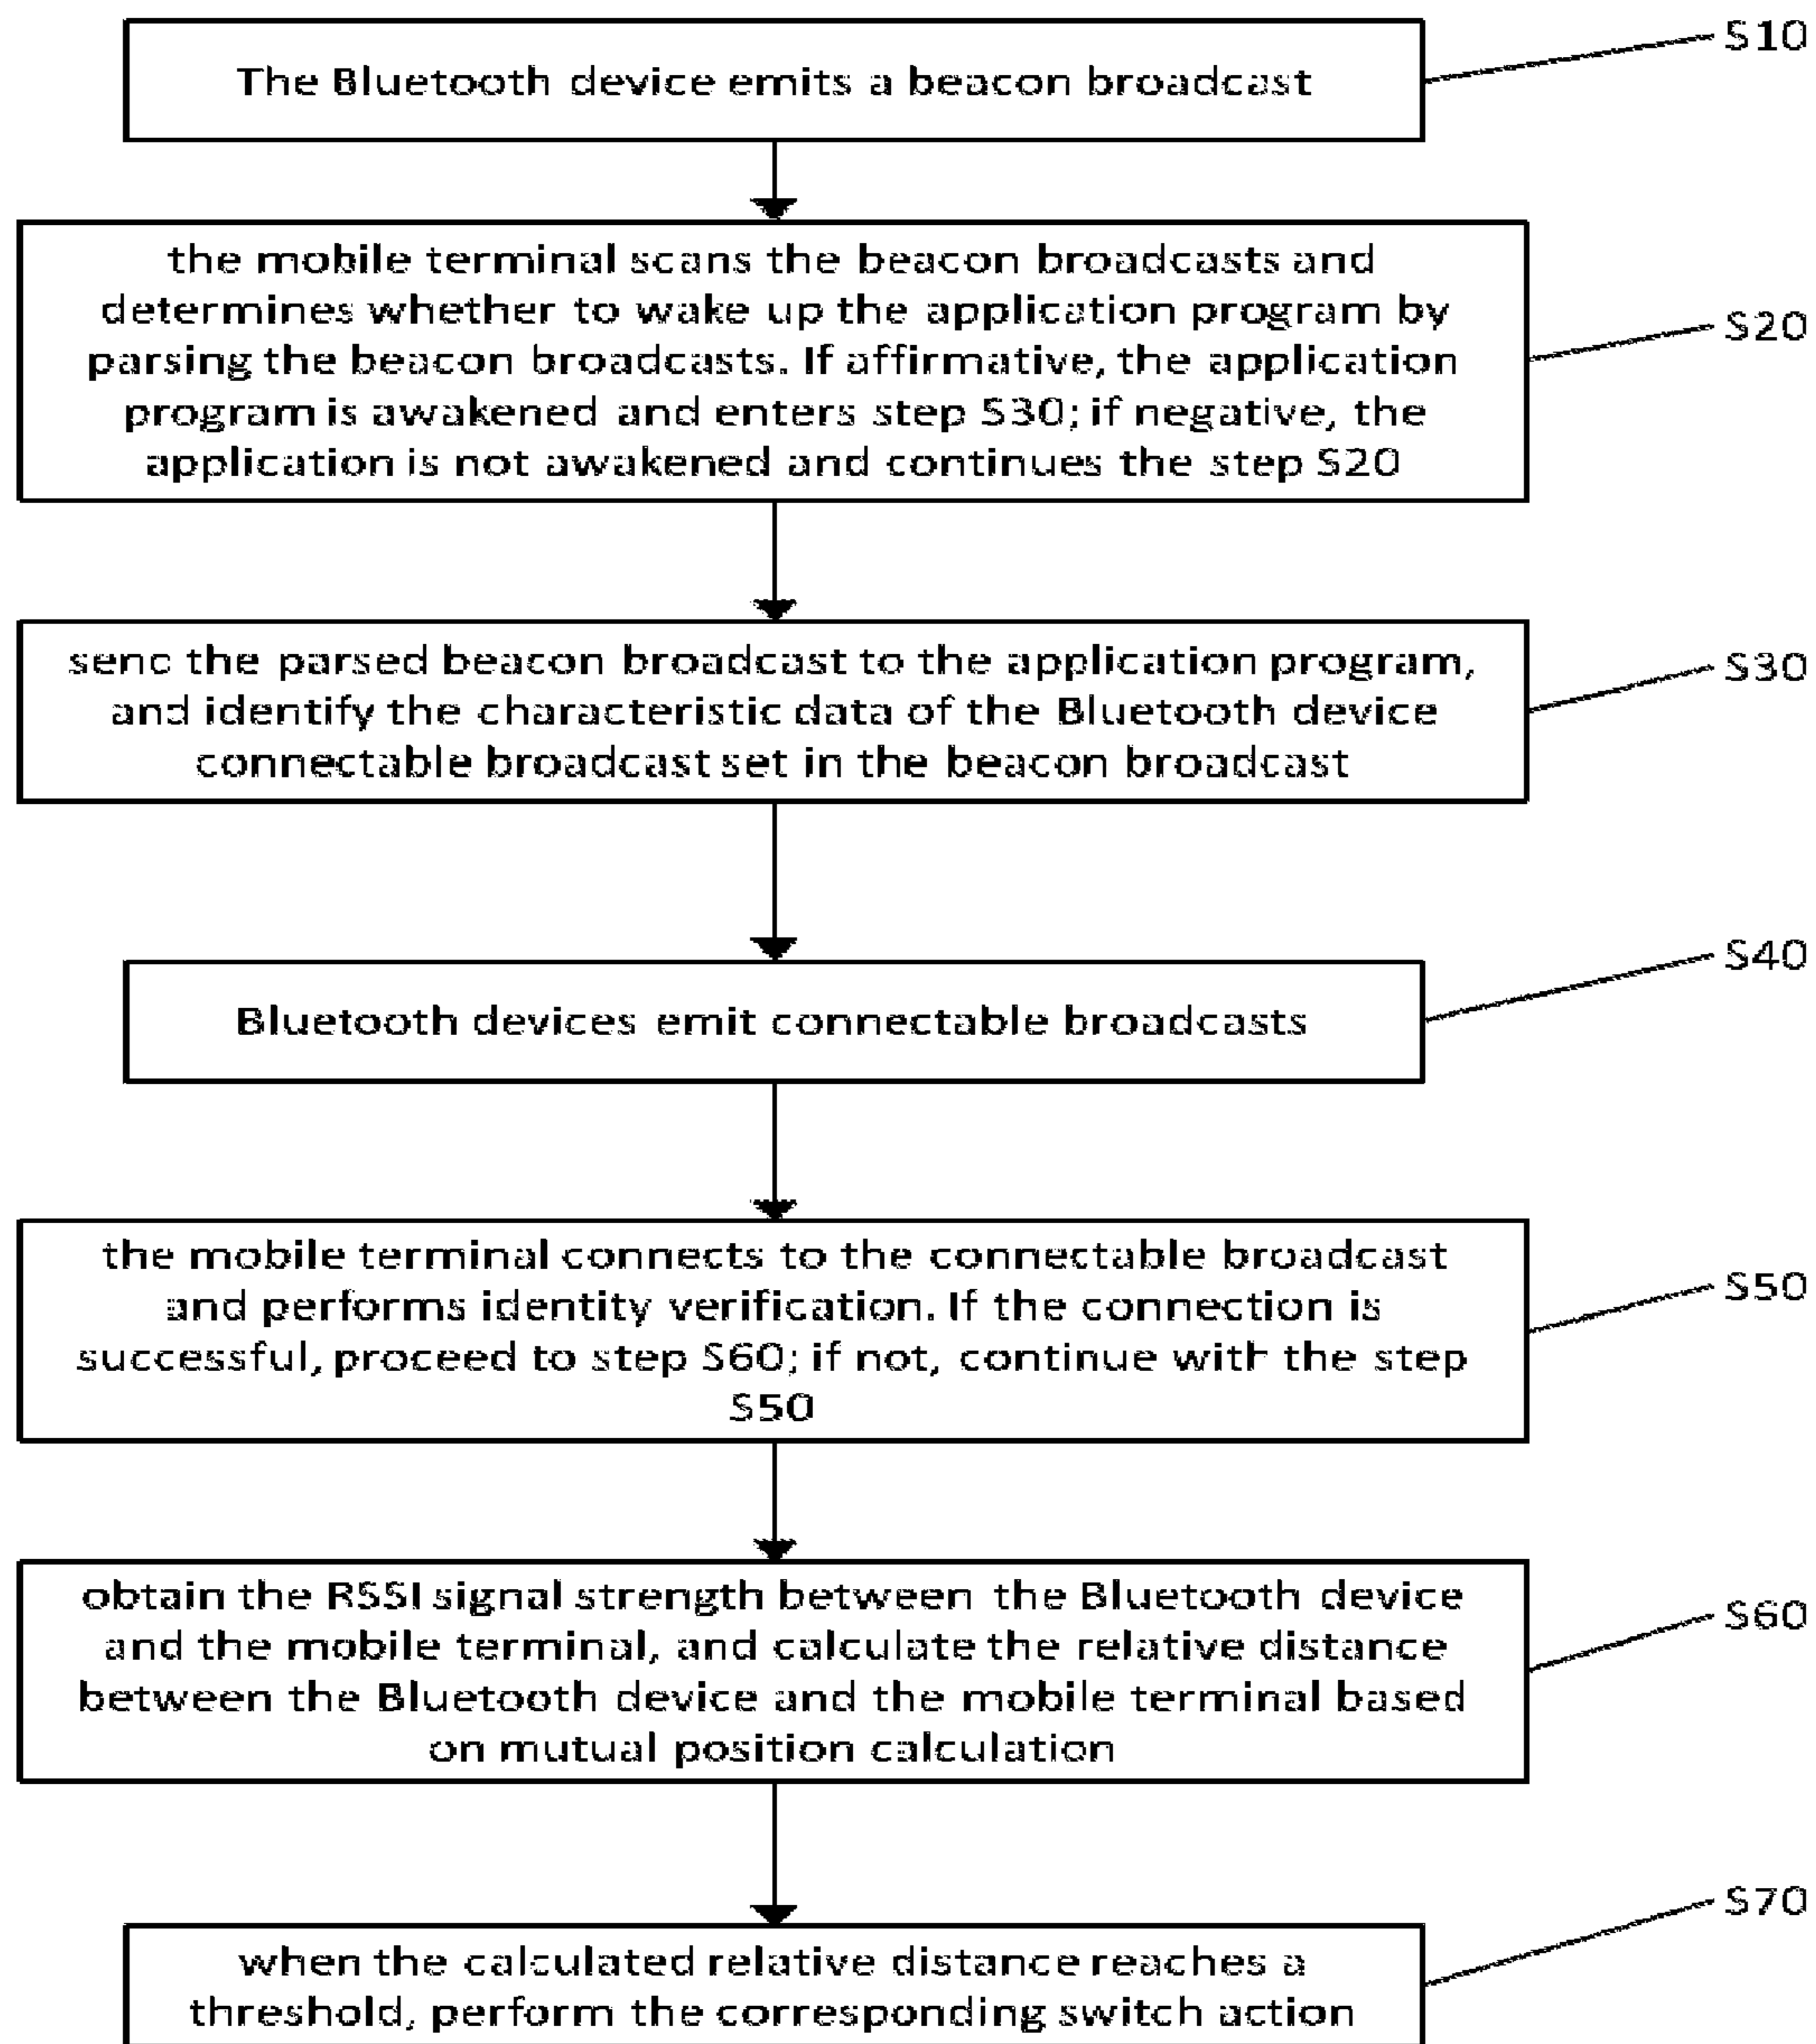 The Bluetooth device emits a beacon broadcast
S10
the mobile terminal scans the beacon broadcasts and
determines whether to wake up the application program by
parsing the beacon broadcasts. If affirmative, the application
program is awakened and enters step S30; if negative, the
application is not awakened and continues the step S20
S20
send the parsed beacon broadcast to the application program,
and identify the characteristic data of the Bluetooth device
connectable broadcast set in the beacon broadcast
S30
Bluetooth devices emit connectable broadcasts
S40
the mobile terminal connects to the connectable broadcast
and performs identity verification. If the connection is
successful, proceed to step S60; if not, continue with the step
S50
S50
obtain the RSSI signal strength between the Bluetooth device
and the mobile terminal, and calculate the relative distance
between the Bluetooth device and the mobile terminal based
on mutual position calculation
S60
when the calculated relative distance reaches a
threshold, perform the corresponding switch action
S70